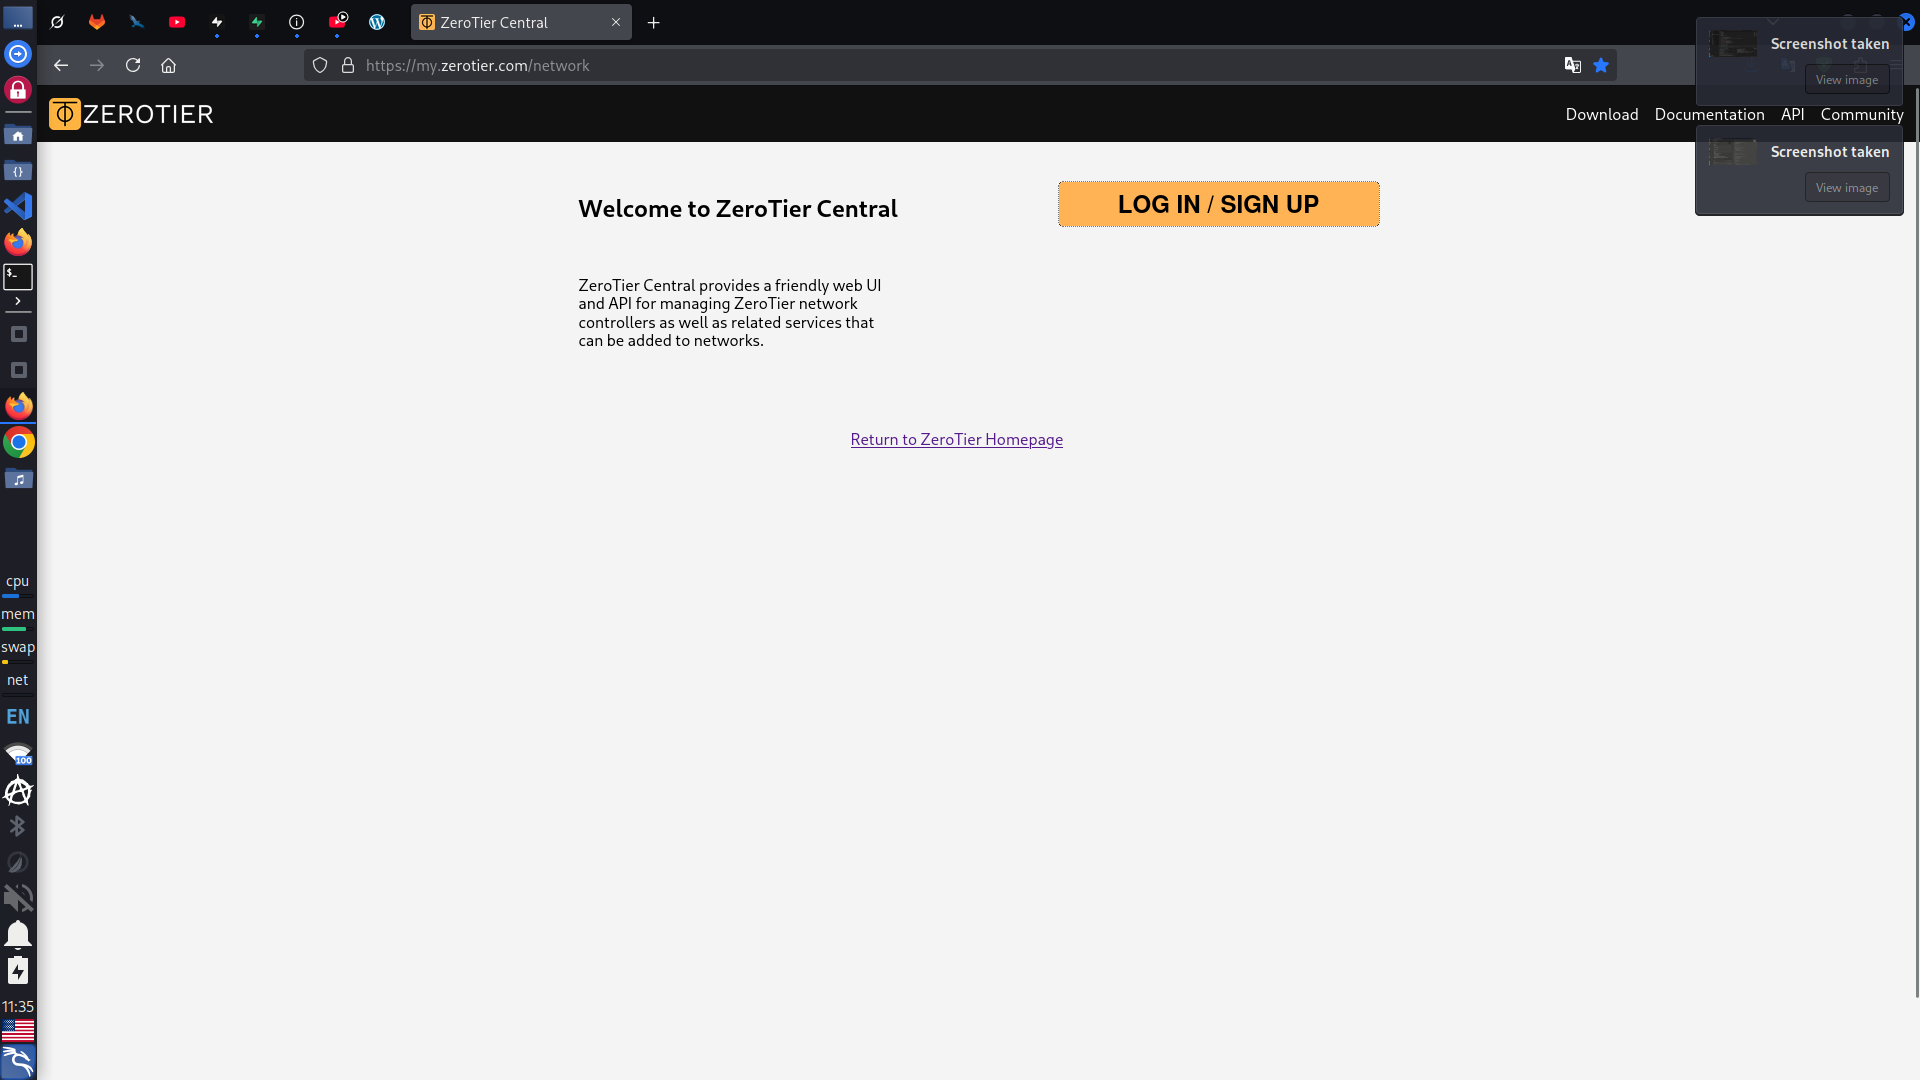 ZeroTier Central
https://my.zerotier.com/network
Screenshot taken
View image
ZEROTIER
Download Documentation API Community
Screenshot taken
View image
Welcome to ZeroTier Central
LOG IN / SIGN UP
ZeroTier Central provides a friendly web UI
and API for managing ZeroTier network
controllers as well as related services that
can be added to networks.
Return to ZeroTier Homepage
cpu
mem
swap
net
EN
100
11:35